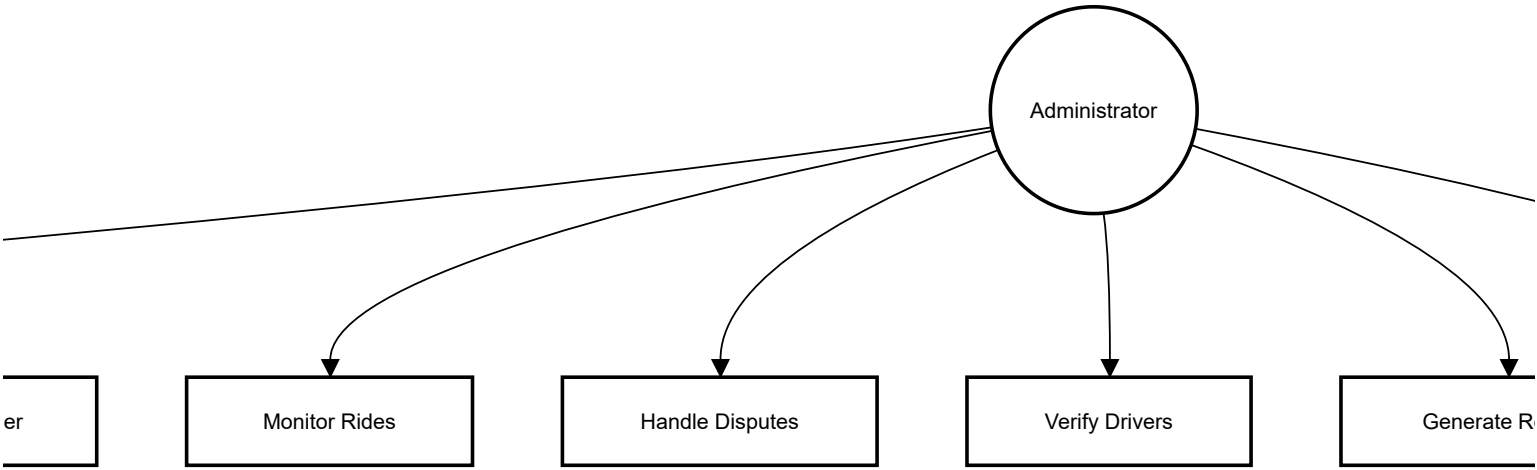 Administrator
er
Monitor Rides
Handle Disputes
Verify Drivers
Generate